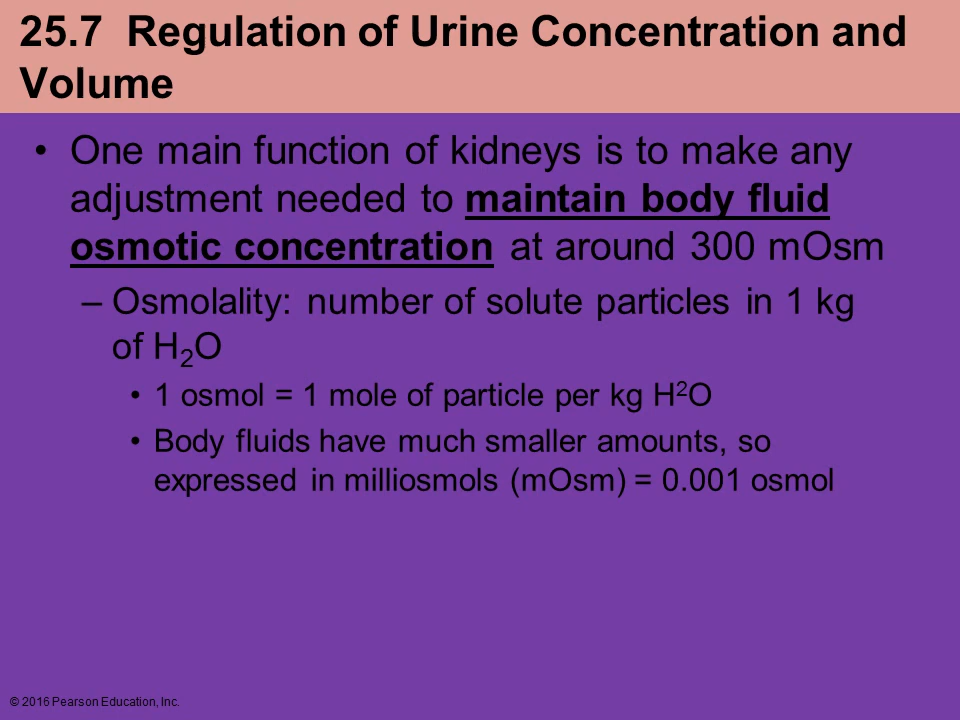 25.7 Regulation of Urine Concentration and
Volume
• One main function of kidneys is to make any
adjustment needed to maintain body fluid
osmotic concentration at around 300 mOsm
– Osmolality: number of solute particles in 1 kg
of H₂O
• 1 osmol = 1 mole of particle per kg H²O
• Body fluids have much smaller amounts, so
expressed in milliosmols (mOsm) = 0.001 osmol
© 2016 Pearson Education, Inc.